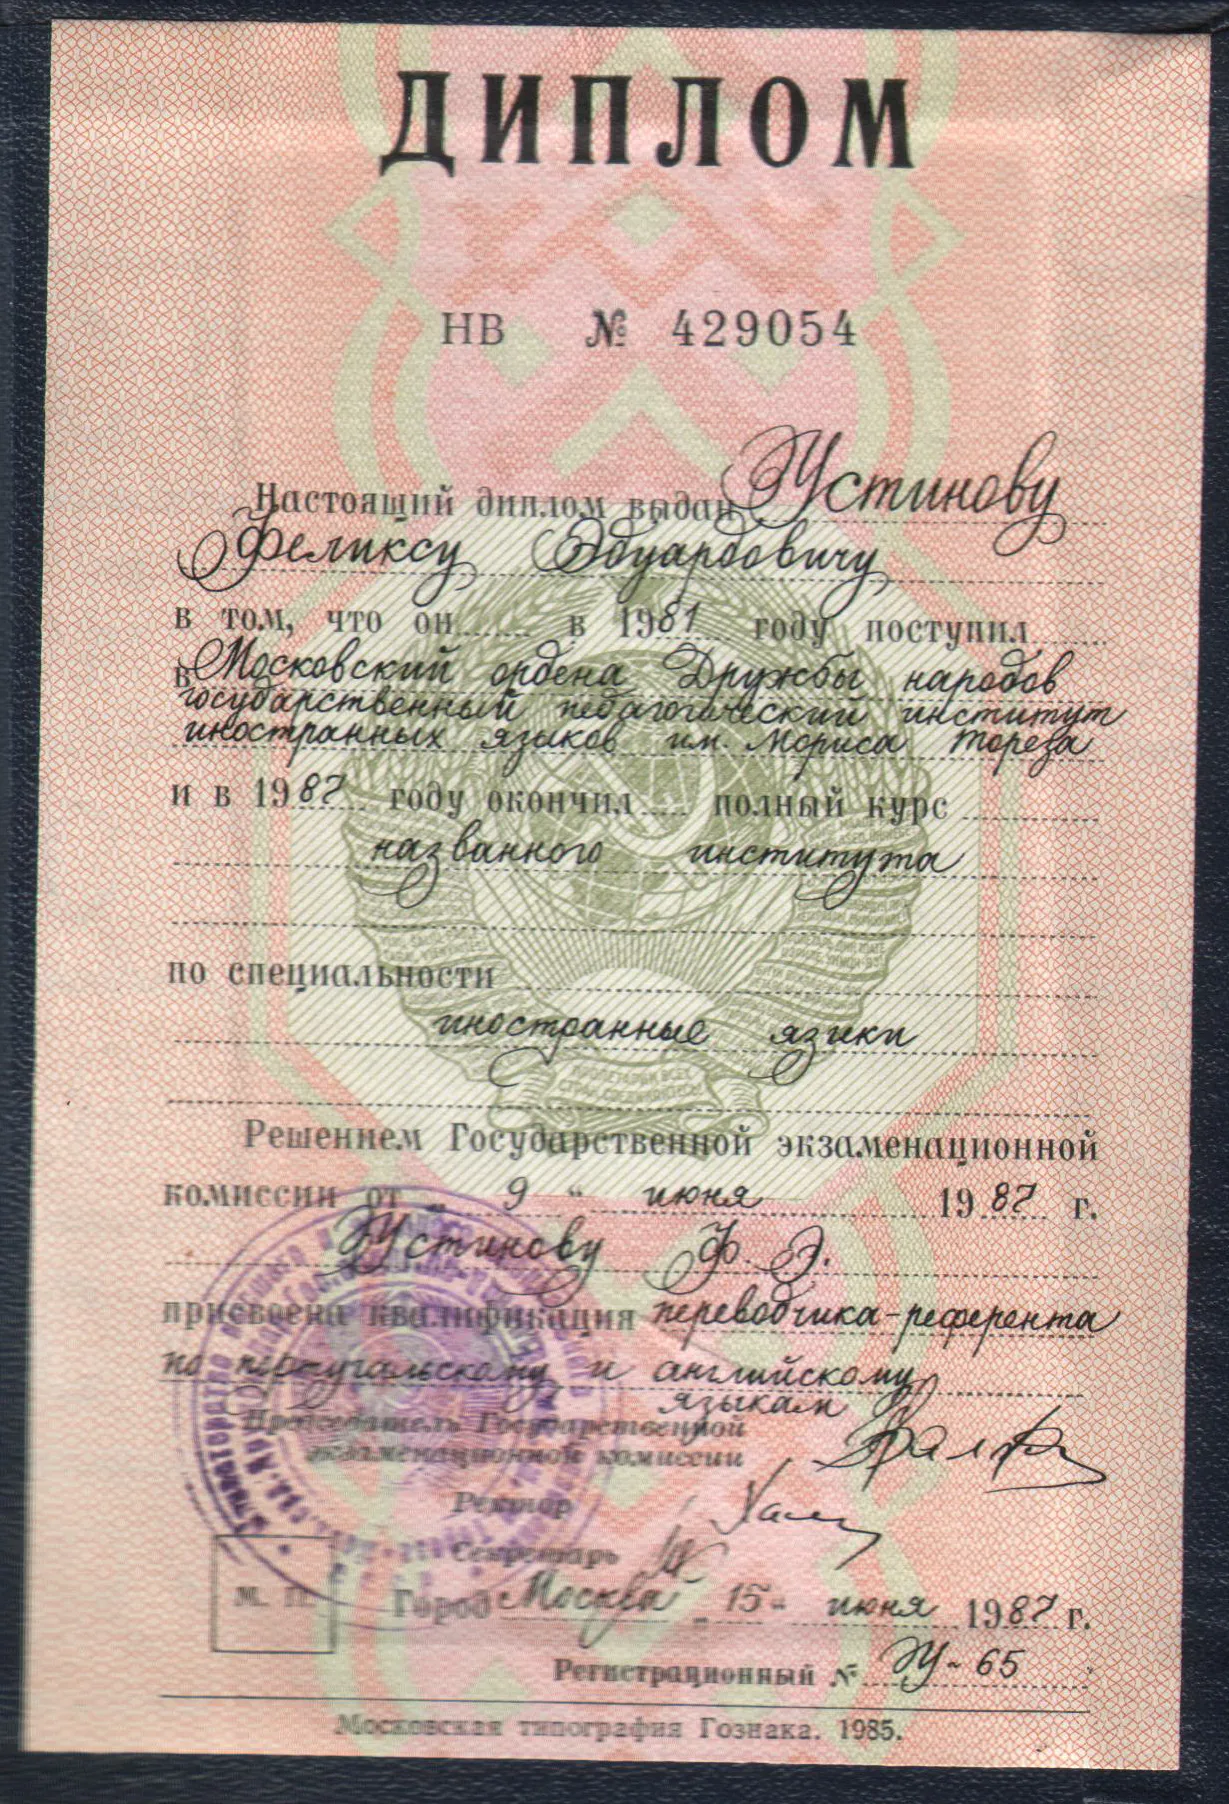 ДИПЛОМ
НВ № 429054
Настоящий диплом выдан Устинову
Феликсу Эдуардовичу
в том, что он в 1981 году поступил
в Московский ордена Дружбы народов
государственный педагогический институт
иностранных языков им. Мориса Тореза
и в 1987 году окончил полный курс
названного института
по специальности
иностранные языки
Решением Государственной экзаменационной
комиссии от „ 9 “ июня 1987 г.
Устинову Ф. Э.
присвоена квалификация переводчика-референта
по португальскому и английскому
языкам
Председатель Государственной
экзаменационной комиссии
Ректор
Секретарь
М. П.
Город Москва „ 15 “ июня 1987 г.
Регистрационный № У-65
Московская типография Гознака. 1985.